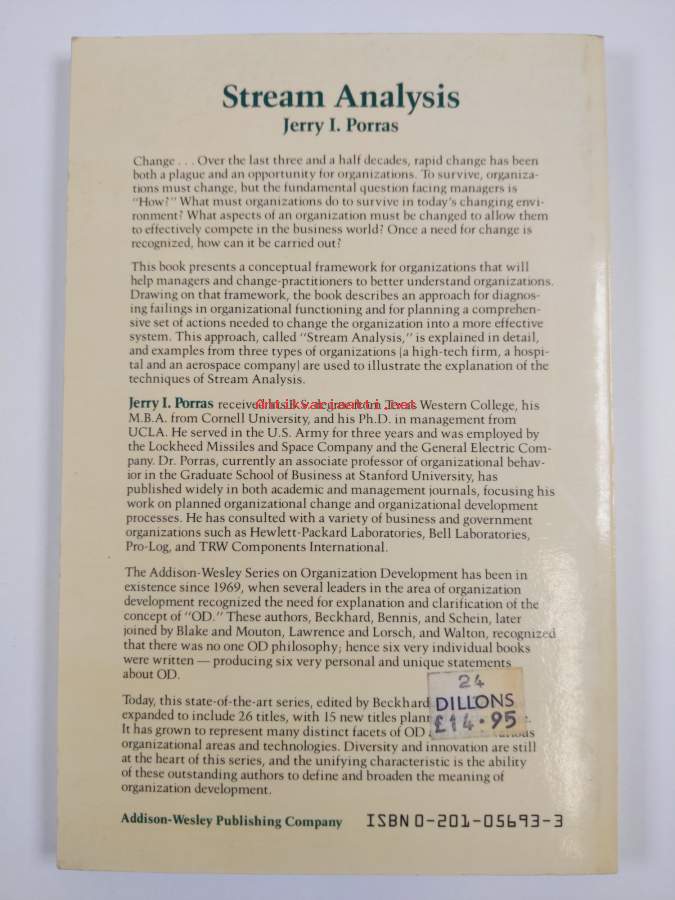 Stream Analysis
Jerry I. Porras
Change . . . Over the last three and a half decades, rapid change has been
both a plague and an opportunity for organizations. To survive, organiza-
tions must change, but the fundamental question facing managers is
"How?" What must organizations do to survive in today's changing envi-
ronment? What aspects of an organization must be changed to allow them
to effectively compete in the business world? Once a need for change is
recognized, how can it be carried out?
This book presents a conceptual framework for organizations that will
help managers and change-practitioners to better understand organizations.
Drawing on that framework, the book describes an approach for diagnos-
ing failings in organizational functioning and for planning a comprehen-
sive set of actions needed to change the organization into a more effective
system. This approach, called "Stream Analysis," is explained in detail,
and examples from three types of organizations (a high-tech firm, a hospi-
tal and an aerospace company) are used to illustrate the explanation of the
techniques of Stream Analysis.
Jerry I. Porras received his B.S. degree from Texas Western College, his
M.B.A. from Cornell University, and his Ph.D. in management from
UCLA. He served in the U.S. Army for three years and was employed by
the Lockheed Missiles and Space Company and the General Electric Com-
pany. Dr. Porras, currently an associate professor of organizational behav-
ior in the Graduate School of Business at Stanford University, has
published widely in both academic and management journals, focusing his
work on planned organizational change and organizational development
processes. He has consulted with a variety of business and government
organizations such as Hewlett-Packard Laboratories, Bell Laboratories,
Pro-Log, and TRW Components International.
The Addison-Wesley Series on Organization Development has been in
existence since 1969, when several leaders in the area of organization
development recognized the need for explanation and clarification of the
concept of "OD." These authors, Beckhard, Bennis, and Schein, later
joined by Blake and Mouton, Lawrence and Lorsch, and Walton, recognized
that there was no one OD philosophy; hence six very individual books
were written — producing six very personal and unique statements
about OD.
Today, this state-of-the-art series, edited by Beckhard
expanded to include 26 titles, with 15 new titles
It has grown to represent many distinct facets of OD
organizational areas and technologies. Diversity and innovation are still
at the heart of this series, and the unifying characteristic is the ability
of these outstanding authors to define and broaden the meaning of
organization development.
24
DILLONS
£14.95
Addison-Wesley Publishing Company
ISBN 0-201-05693-3